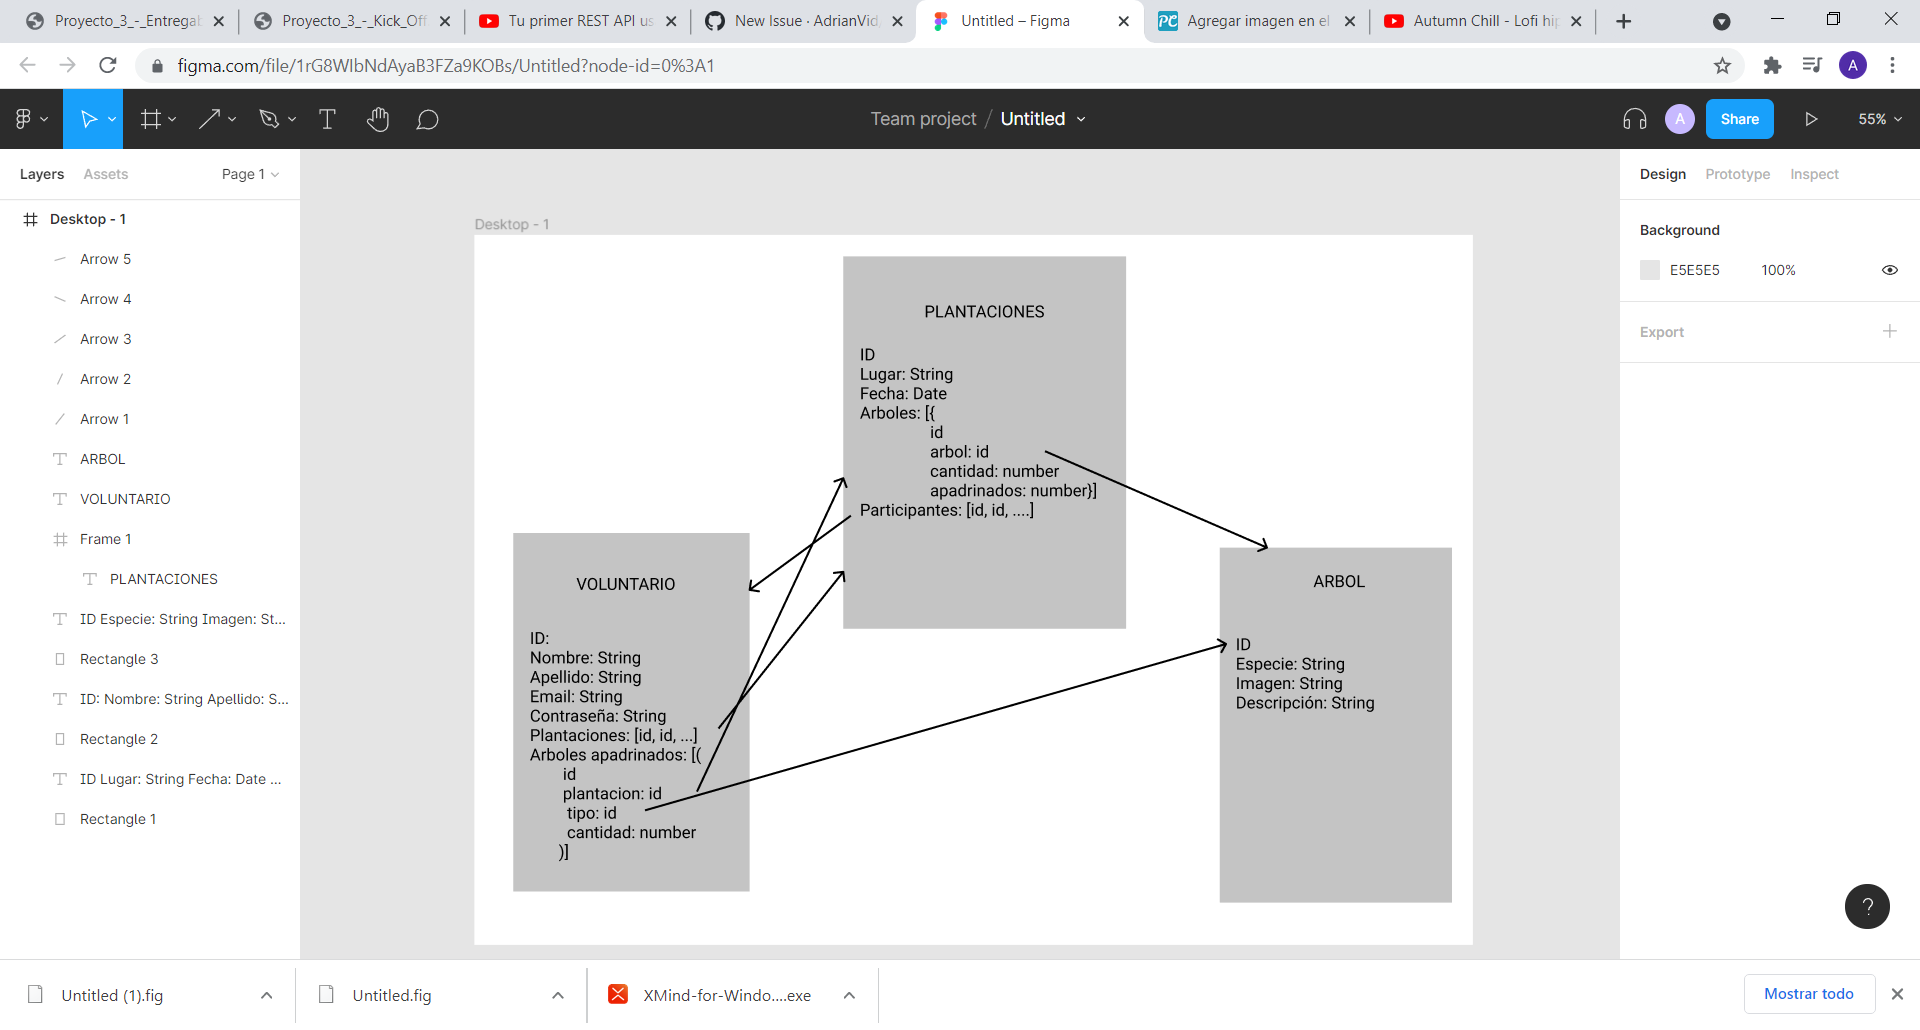 Proyecto_3_-_Entregab
Proyecto_3_-_Kick_Off
Tu primer REST API us
New Issue · AdrianVid
Untitled – Figma
Agregar imagen en el
Autumn Chill - Lofi hip
figma.com/file/1rG8WIbNdAyaB3FZa9KOBs/Untitled?node-id=0%3A1
A
Team project / Untitled
A
Share
55%
Layers
Assets
Page 1
Desktop - 1
Arrow 5
Arrow 4
Arrow 3
Arrow 2
Arrow 1
ARBOL
VOLUNTARIO
Frame 1
PLANTACIONES
ID Especie: String Imagen: St...
Rectangle 3
ID: Nombre: String Apellido: S...
Rectangle 2
ID Lugar: String Fecha: Date ...
Rectangle 1
Desktop - 1
PLANTACIONES
ID
Lugar: String
Fecha: Date
Arboles: [{
id
arbol: id
cantidad: number
apadrinados: number}]
Participantes: [id, id, ....]
VOLUNTARIO
ID:
Nombre: String
Apellido: String
Email: String
Contraseña: String
Plantaciones: [id, id, ...]
Arboles apadrinados: [(
id
plantacion: id
tipo: id
cantidad: number
)]
ARBOL
ID
Especie: String
Imagen: String
Descripción: String
Design
Prototype
Inspect
Background
E5E5E5
100%
Export
?
Untitled (1).fig
Untitled.fig
XMind-for-Windo....exe
Mostrar todo